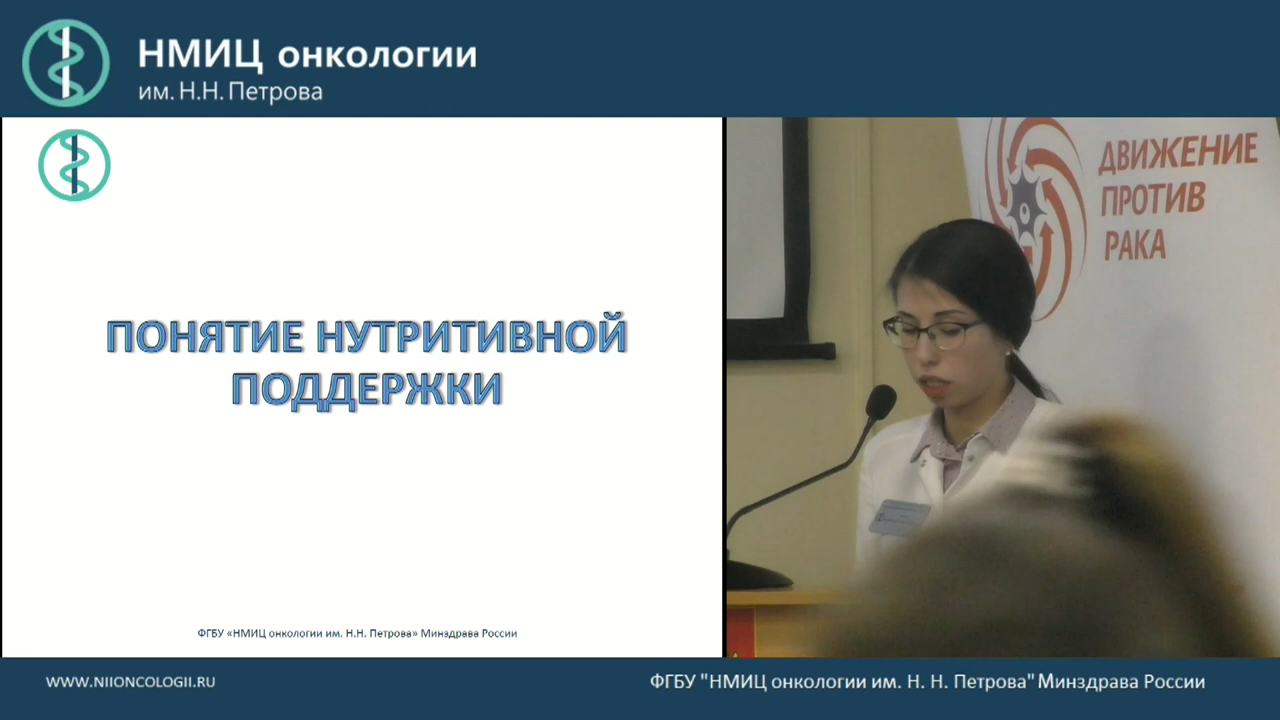 НМИЦ онкологии
им. Н.Н. Петрова
ПОНЯТИЕ НУТРИТИВНОЙ
ПОДДЕРЖКИ
ФГБУ «НМИЦ онкологии им. Н.Н. Петрова» Минздрава России
ДВИЖЕНИЕ
ПРОТИВ
РАКА
WWW.NIIONCOLOGII.RU
ФГБУ "НМИЦ онкологии им. Н. Н. Петрова" Минздрава России